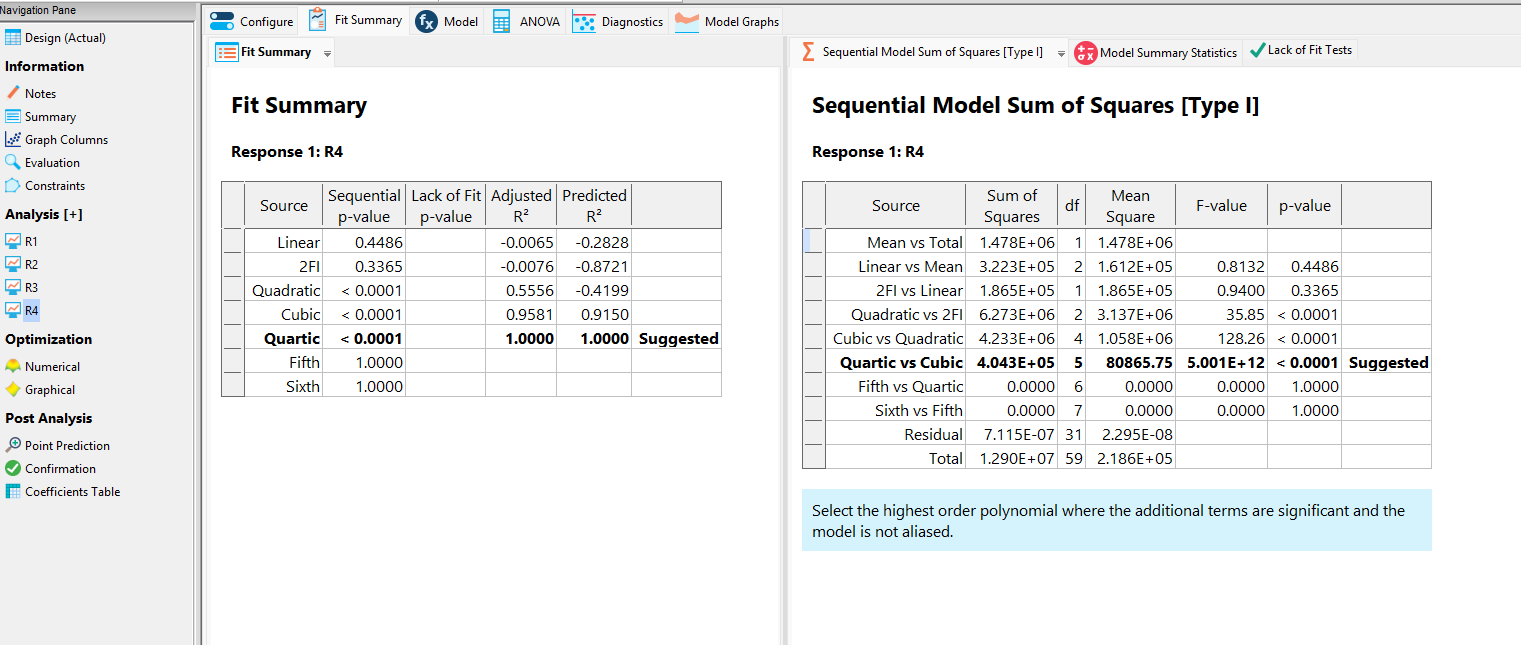 Navigation Pane
Design (Actual)
Information
Notes
Summary
Graph Columns
Evaluation
Constraints
Analysis [+]
R1
R2
R3
R4
Optimization
Numerical
Graphical
Post Analysis
Point Prediction
Confirmation
Coefficients Table
Configure Fit Summary fx Model ANOVA Diagnostics Model Graphs
Fit Summary
Fit Summary
Response 1: R4
Source Sequential p-value Lack of Fit p-value Adjusted R² Predicted R²
Linear 0.4486 -0.0065 -0.2828
2FI 0.3365 -0.0076 -0.8721
Quadratic < 0.0001 0.5556 -0.4199
Cubic < 0.0001 0.9581 0.9150
Quartic < 0.0001 1.0000 1.0000 Suggested
Fifth 1.0000
Sixth 1.0000
Σ Sequential Model Sum of Squares [Type I] Model Summary Statistics Lack of Fit Tests
Sequential Model Sum of Squares [Type I]
Response 1: R4
Source Sum of Squares df Mean Square F-value p-value
Mean vs Total 1.478E+06 1 1.478E+06
Linear vs Mean 3.223E+05 2 1.612E+05 0.8132 0.4486
2FI vs Linear 1.865E+05 1 1.865E+05 0.9400 0.3365
Quadratic vs 2FI 6.273E+06 2 3.137E+06 35.85 < 0.0001
Cubic vs Quadratic 4.233E+06 4 1.058E+06 128.26 < 0.0001
Quartic vs Cubic 4.043E+05 5 80865.75 5.001E+12 < 0.0001 Suggested
Fifth vs Quartic 0.0000 6 0.0000 0.0000 1.0000
Sixth vs Fifth 0.0000 7 0.0000 0.0000 1.0000
Residual 7.115E-07 31 2.295E-08
Total 1.290E+07 59 2.186E+05
Select the highest order polynomial where the additional terms are significant and the
model is not aliased.